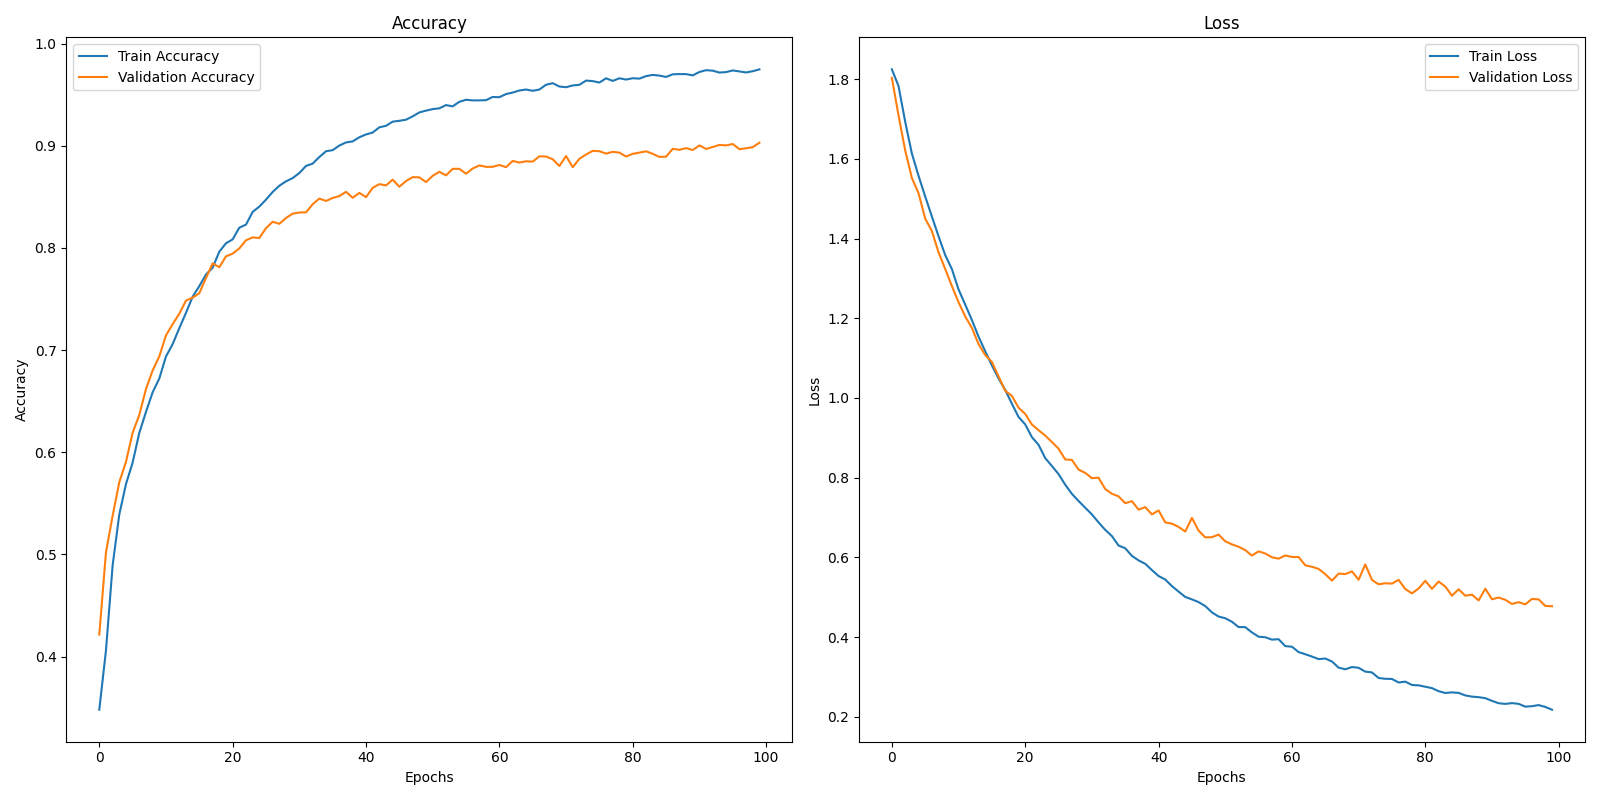 Accuracy
Train Accuracy
Validation Accuracy
1.0
0.9
0.8
0.7
0.6
0.5
0.4
Accuracy
0 20 40 60 80 100
Epochs
Loss
Train Loss
Validation Loss
1.8
1.6
1.4
1.2
1.0
0.8
0.6
0.4
0.2
Loss
0 20 40 60 80 100
Epochs